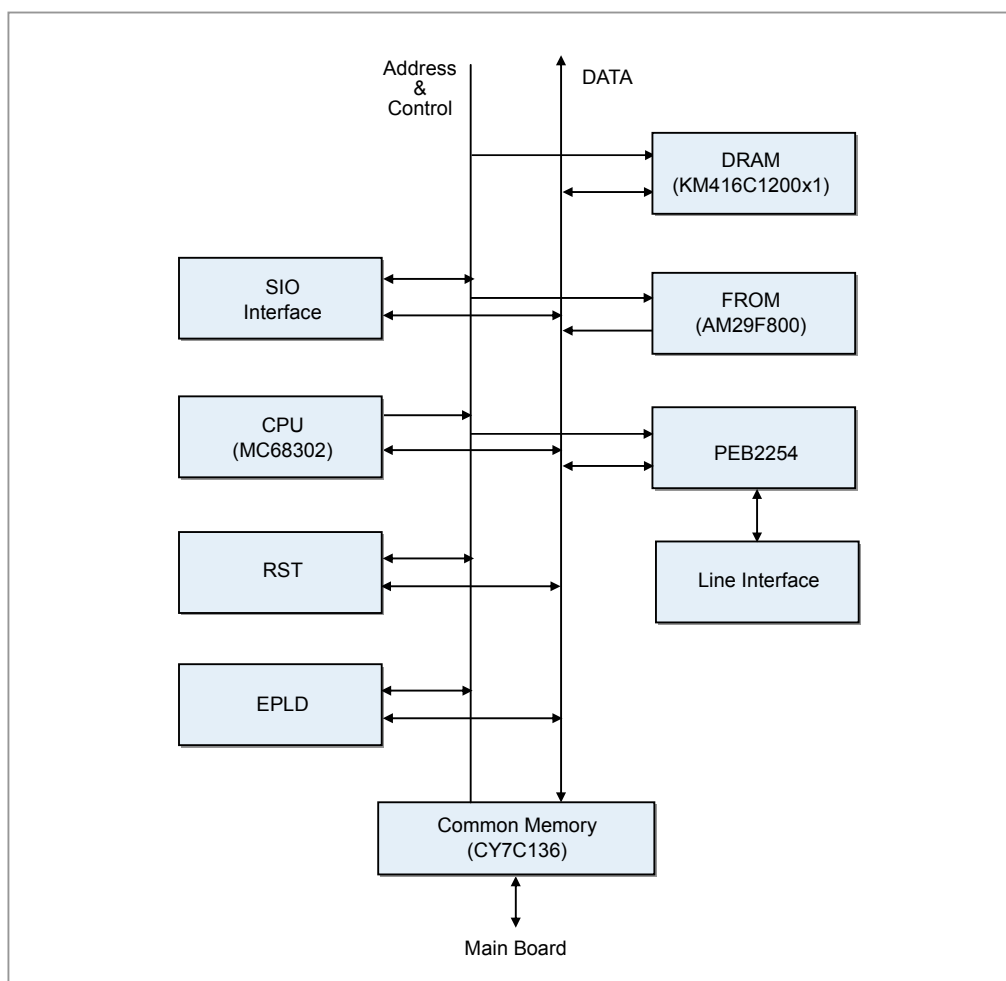 Address
&
Control
DATA
DRAM
(KM416C1200x1)
SIO
Interface
FROM
(AM29F800)
CPU
(MC68302)
PEB2254
RST
Line Interface
EPLD
Common Memory
(CY7C136)
Main Board